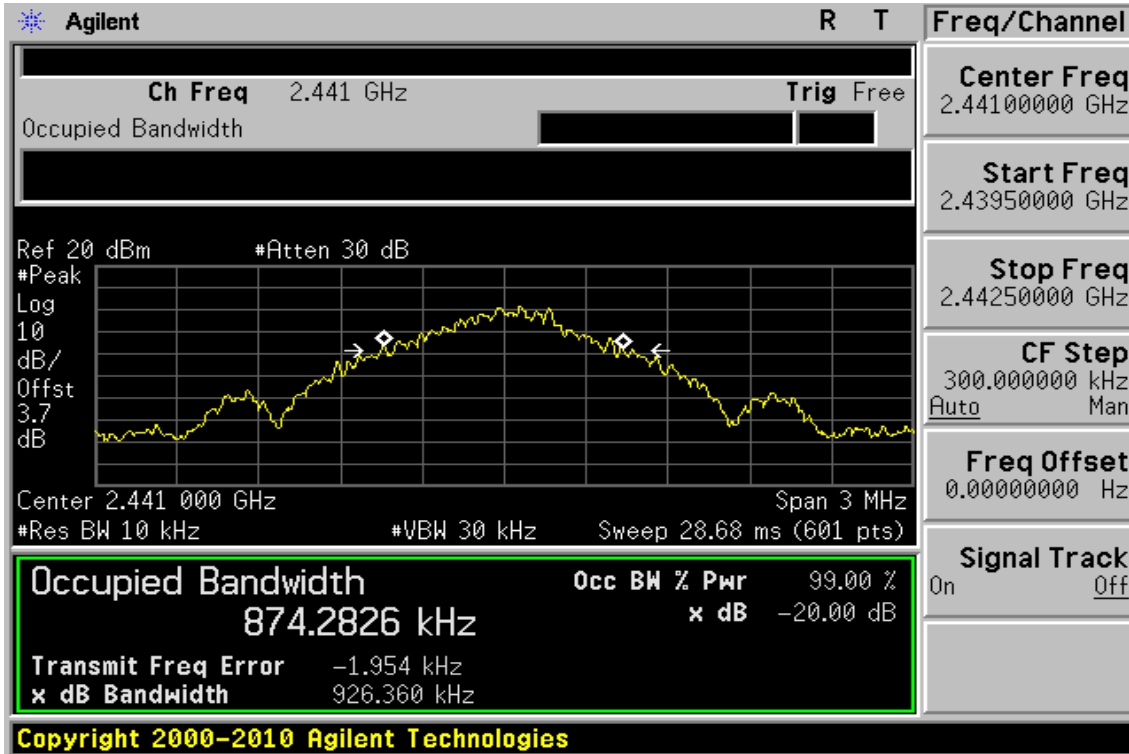 Agilent R T
Freq/Channel
Ch Freq 2.441 GHz Trig Free
Occupied Bandwidth
Center Freq
2.44100000 GHz
Start Freq
2.43950000 GHz
Stop Freq
2.44250000 GHz
CF Step
300.000000 kHz
Auto Man
Freq Offset
0.00000000 Hz
Signal Track
On Off
Ref 20 dBm #Atten 30 dB
#Peak
Log
10
dB/
Offst
3.7
dB
Center 2.441 000 GHz Span 3 MHz
#Res BW 10 kHz #VBW 30 kHz Sweep 28.68 ms (601 pts)
Occupied Bandwidth Occ BW % Pwr 99.00 %
874.2826 kHz x dB -20.00 dB
Transmit Freq Error -1.954 kHz
x dB Bandwidth 926.360 kHz
Copyright 2000-2010 Agilent Technologies